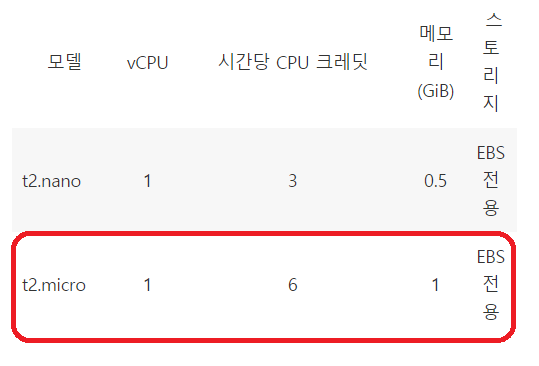 모델 vCPU 시간당 CPU 크레딧 메모리 (GiB) 스토리지
t2.nano 1 3 0.5 EBS 전용
t2.micro 1 6 1 EBS 전용